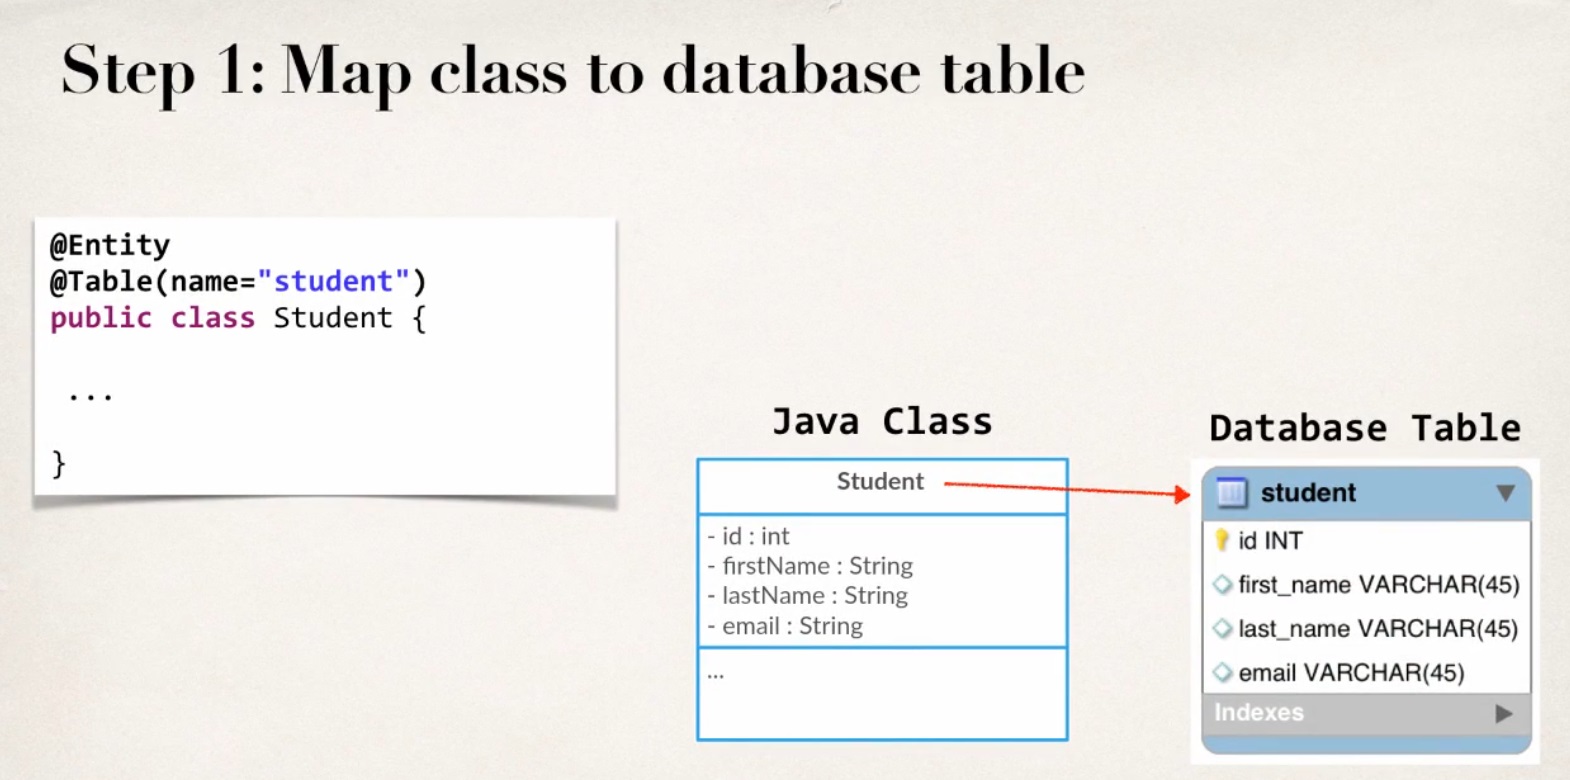 Step 1: Map class to database table
@Entity
@Table(name="student")
public class Student {
...
}
Java Class
Student
- id : int
- firstName : String
- lastName : String
- email : String
...
Database Table
student
id INT
first_name VARCHAR(45)
last_name VARCHAR(45)
email VARCHAR(45)
Indexes